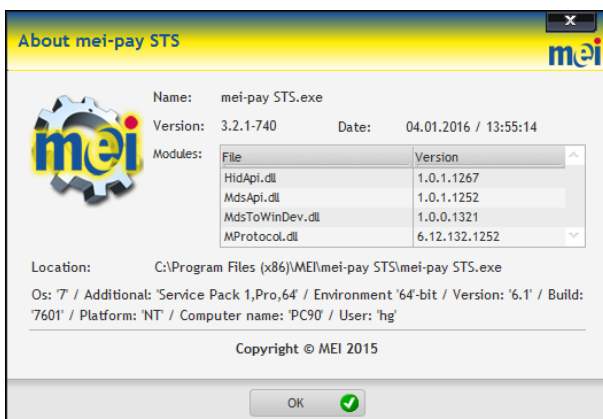 About mei-pay STS
x
mei
mei
Name: mei-pay STS.exe
Version: 3.2.1-740 Date: 04.01.2016 / 13:55:14
Modules: File Version
HidApi.dll 1.0.1.1267
MdsApi.dll 1.0.1.1252
MdsToWinDev.dll 1.0.0.1321
MProtocol.dll 6.12.132.1252
Location: C:\Program Files (x86)\MEI\mei-pay STS\mei-pay STS.exe
Os: '7' / Additional: 'Service Pack 1,Pro,64' / Environment '64'-bit / Version: '6.1' / Build:
'7601' / Platform: 'NT' / Computer name: 'PC90' / User: 'hg'
Copyright © MEI 2015
OK